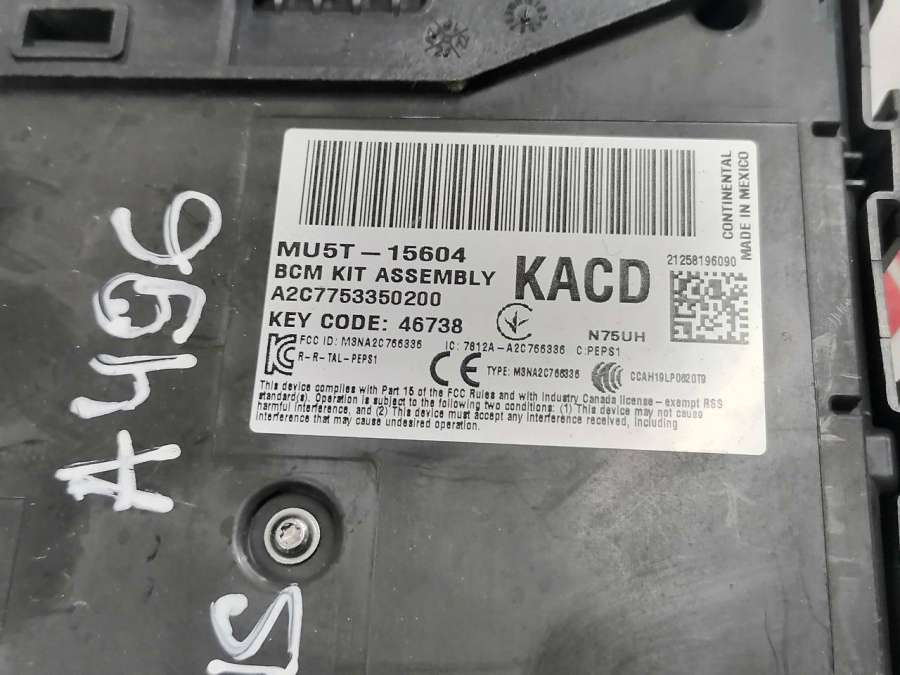 MU5T-15604
BCM KIT ASSEMBLY
A2C7753350200
KACD
KEY CODE: 46738
N75UH
FCC ID: M3NA2C766336 IC: 7812A-A2C766336 C:PEPS1
R-R-TAL-PEPS1
CE TYPE: M3NA2C766336 CCAH19LP0620T9
This device complies with Part 15 of the FCC Rules and with Industry Canada license-exempt RSS
standard(s). Operation is subject to the following two conditions: (1) This device may not cause
harmful interference, and (2) This device must accept any interference received, including
interference that may cause undesired operation.
CONTINENTAL
MADE IN MEXICO
21258196090
A496